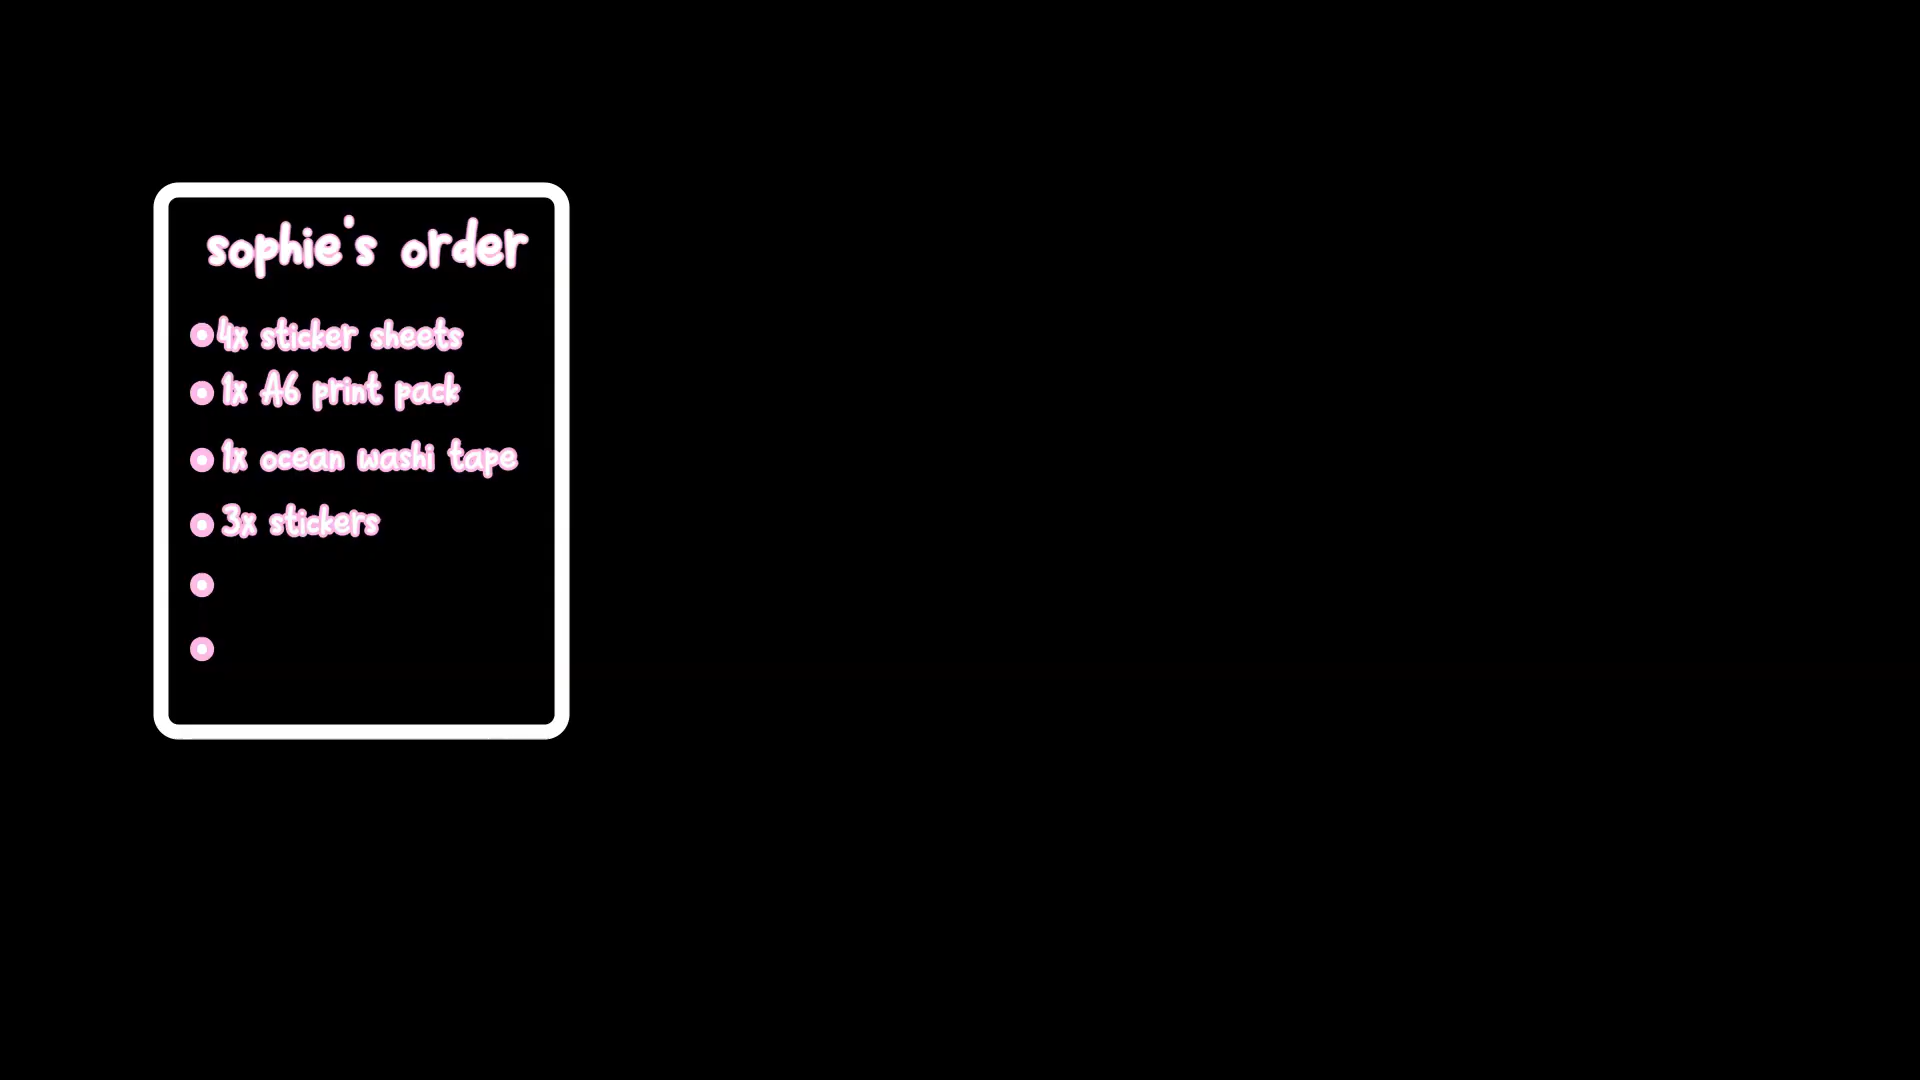 sophie's order
4x sticker sheets
1x A6 print pack
1x ocean washi tape
3x stickers